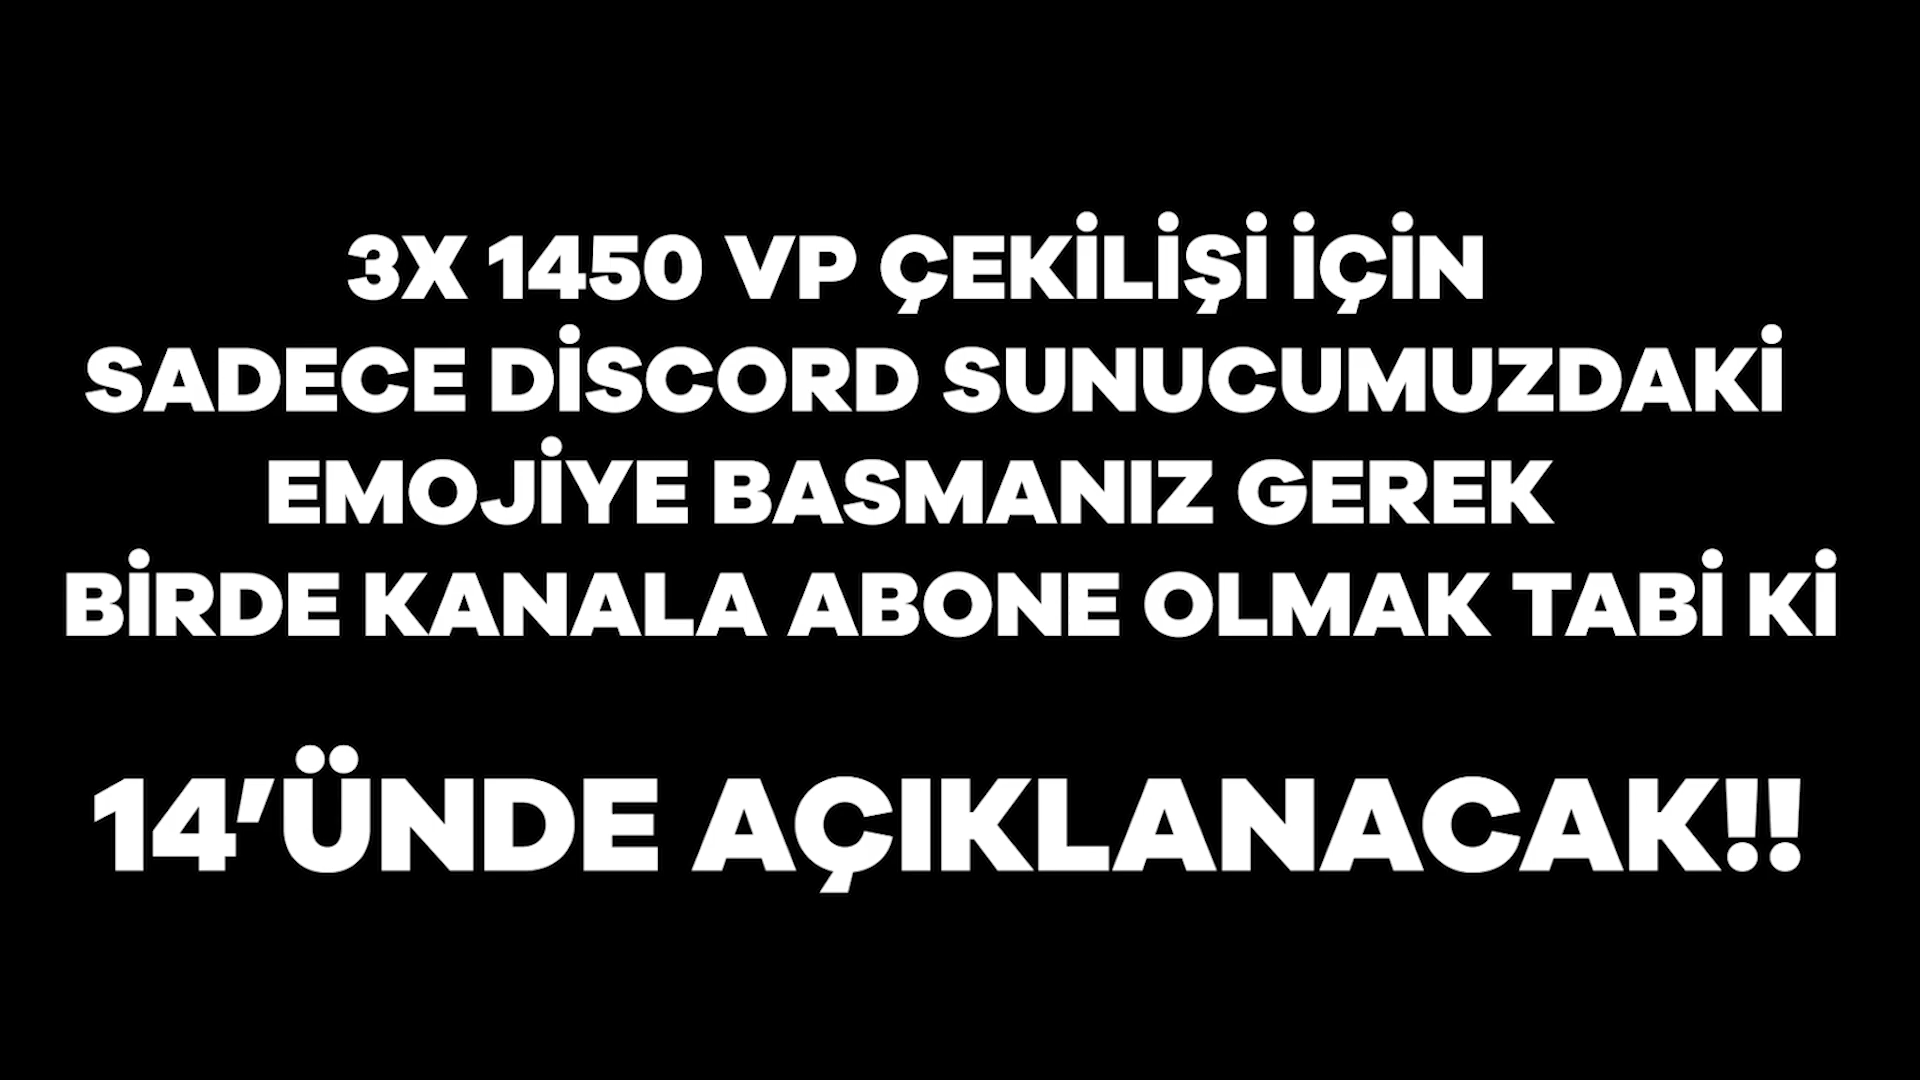 3X 1450 VP ÇEKİLİŞİ İÇİN
SADECE DİSCORD SUNUCUMUZDAKİ
EMOJİYE BASMANIZ GEREK
BİRDE KANALA ABONE OLMAK TABİ Kİ
14'ÜNDE AÇIKLANACAK!!